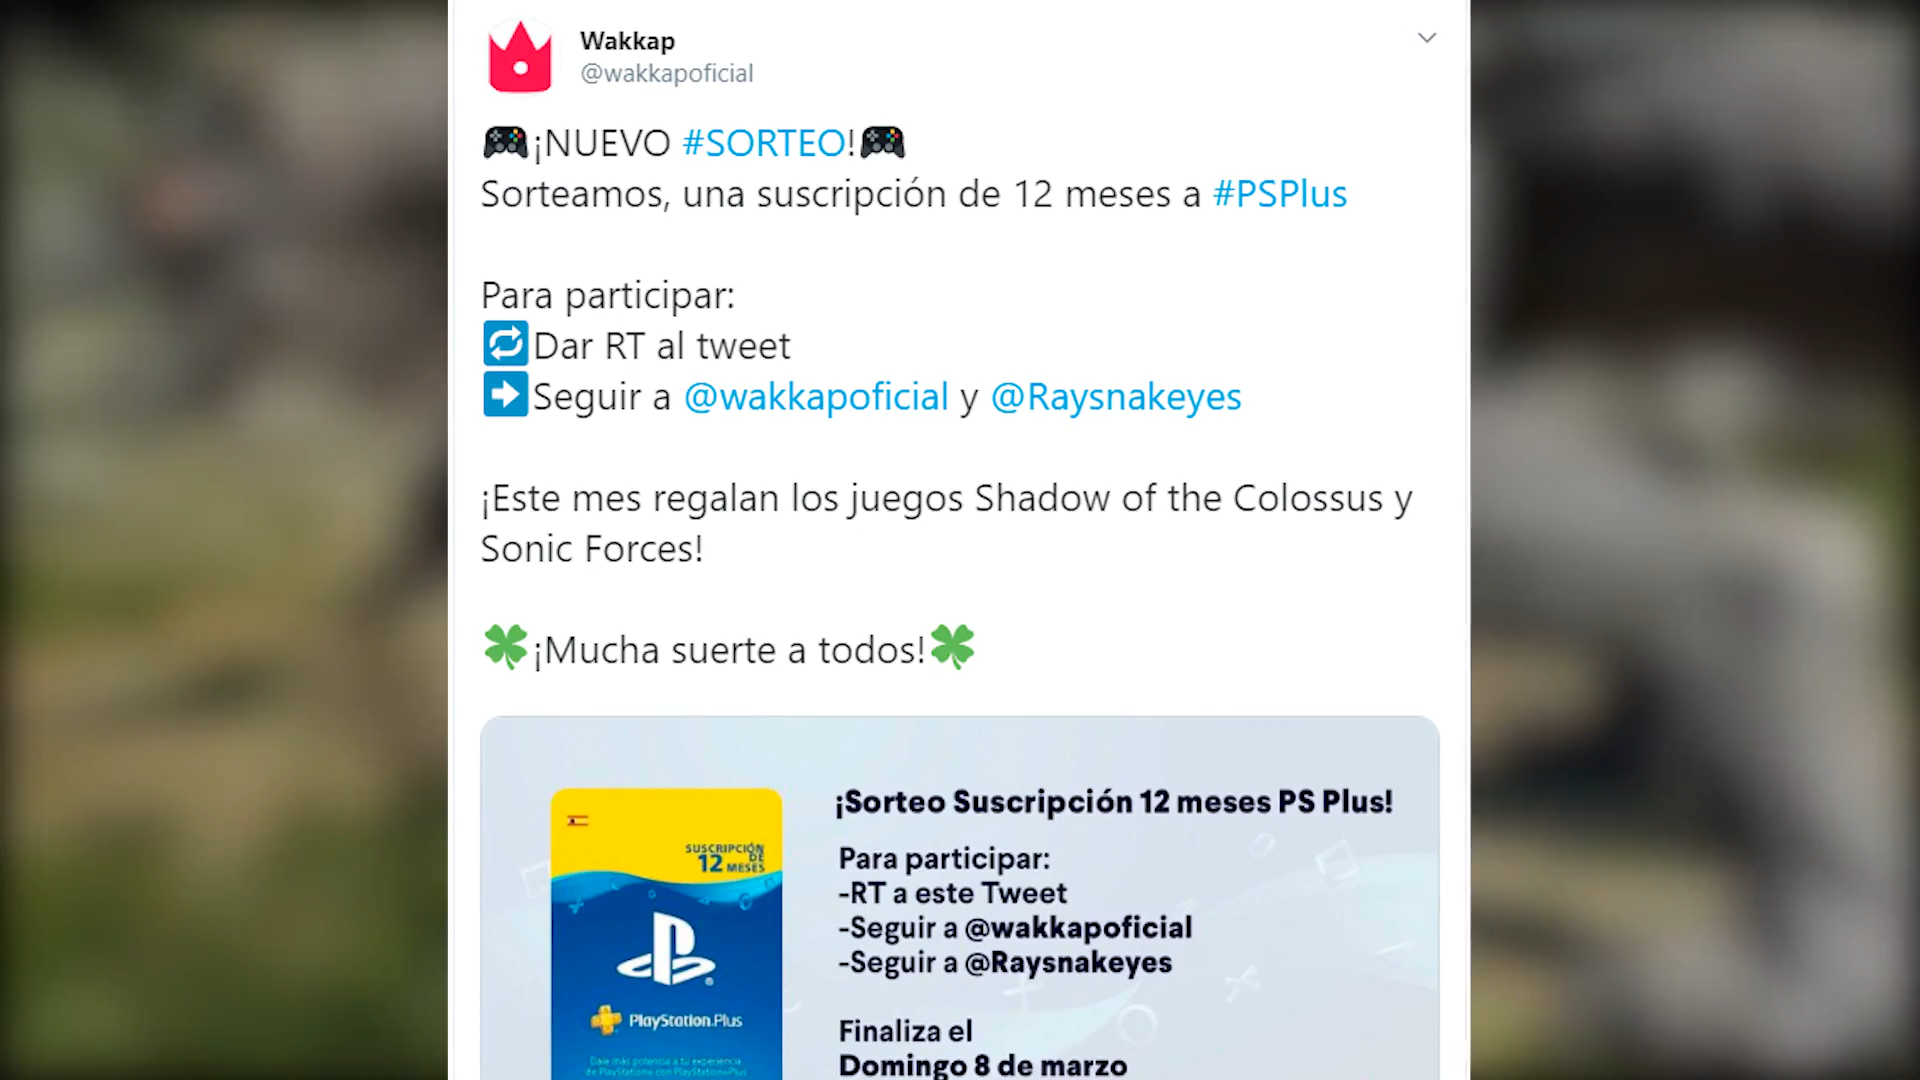 Wakkap
@wakkapoficial
🎮¡NUEVO #SORTEO!🎮
Sorteamos, una suscripción de 12 meses a #PSPlus
Para participar:
🔁Dar RT al tweet
➡Seguir a @wakkapoficial y @Raysnakeyes
¡Este mes regalan los juegos Shadow of the Colossus y
Sonic Forces!
🍀¡Mucha suerte a todos!🍀
SUSCRIPCIÓN
12 DE MESES
PlayStation.Plus
Dale más potencia a tu experiencia
de PlayStation con PlayStation.Plus
¡Sorteo Suscripción 12 meses PS Plus!
Para participar:
-RT a este Tweet
-Seguir a @wakkapoficial
-Seguir a @Raysnakeyes
Finaliza el
Domingo 8 de marzo